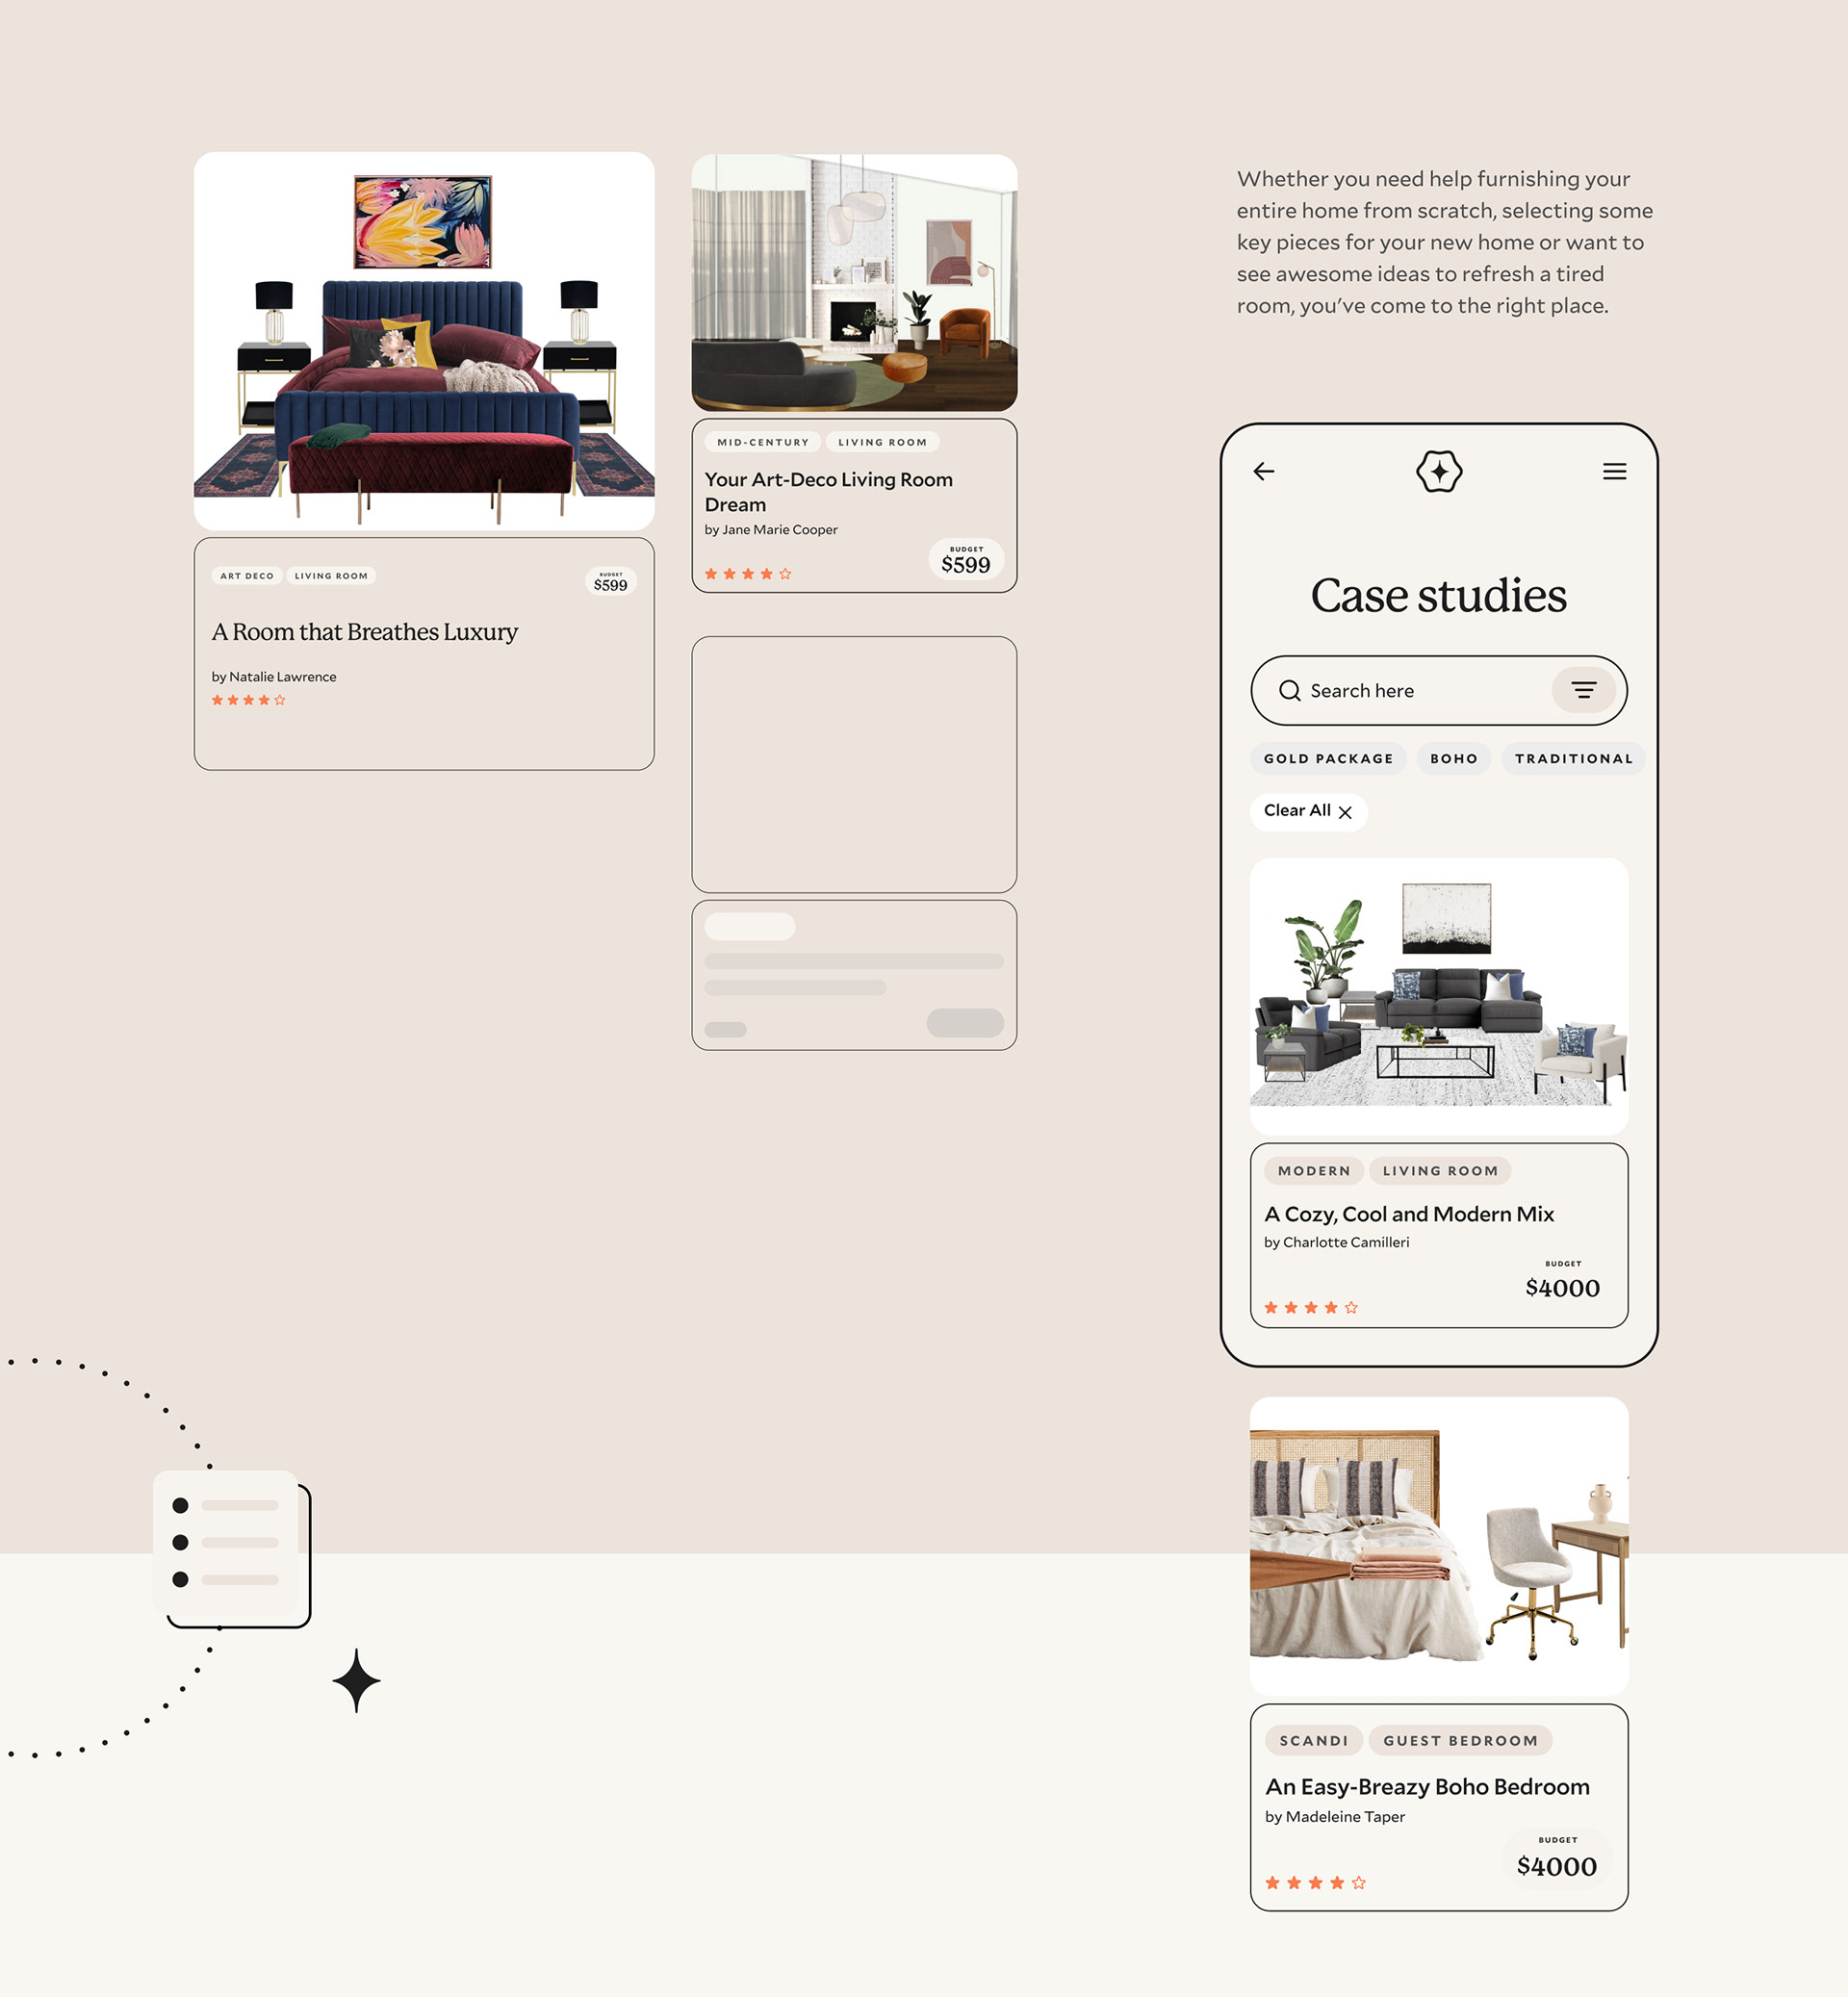 ART DECO
LIVING ROOM
BUDGET
$599
A Room that Breathes Luxury
by Natalie Lawrence
MID-CENTURY
LIVING ROOM
Your Art-Deco Living Room
Dream
by Jane Marie Cooper
BUDGET
$599
Whether you need help furnishing your
entire home from scratch, selecting some
key pieces for your new home or want to
see awesome ideas to refresh a tired
room, you've come to the right place.
Case studies
Search here
GOLD PACKAGE
BOHO
TRADITIONAL
Clear All
MODERN
LIVING ROOM
A Cozy, Cool and Modern Mix
by Charlotte Camilleri
BUDGET
$4000
SCANDI
GUEST BEDROOM
An Easy-Breazy Boho Bedroom
by Madeleine Taper
BUDGET
$4000